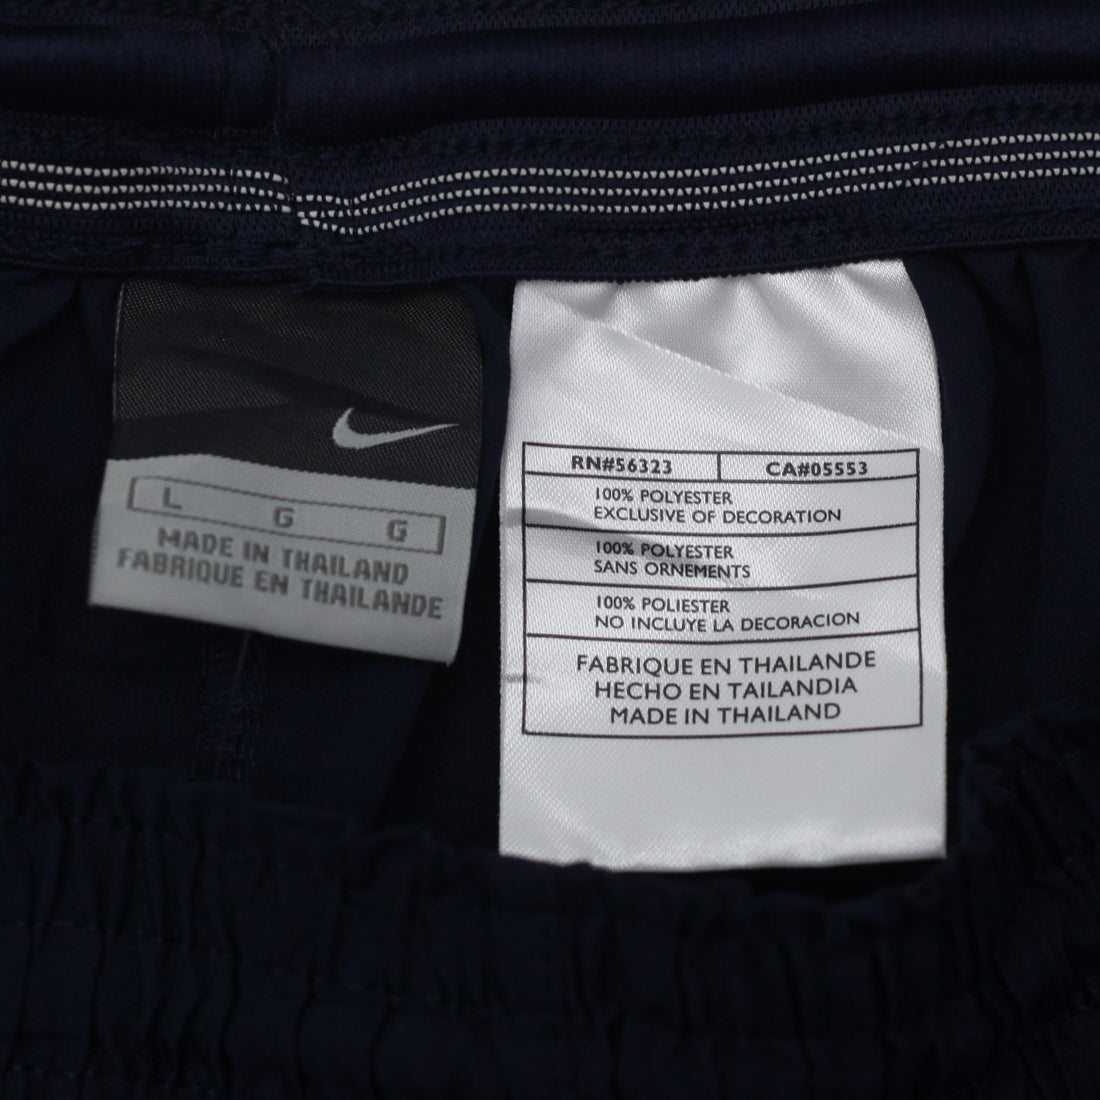 L G G
MADE IN THAILAND
FABRIQUE EN THAILANDE
RN#56323 CA#05553
100% POLYESTER
EXCLUSIVE OF DECORATION
100% POLYESTER
SANS ORNEMENTS
100% POLIESTER
NO INCLUYE LA DECORACION
FABRIQUE EN THAILANDE
HECHO EN TAILANDIA
MADE IN THAILAND